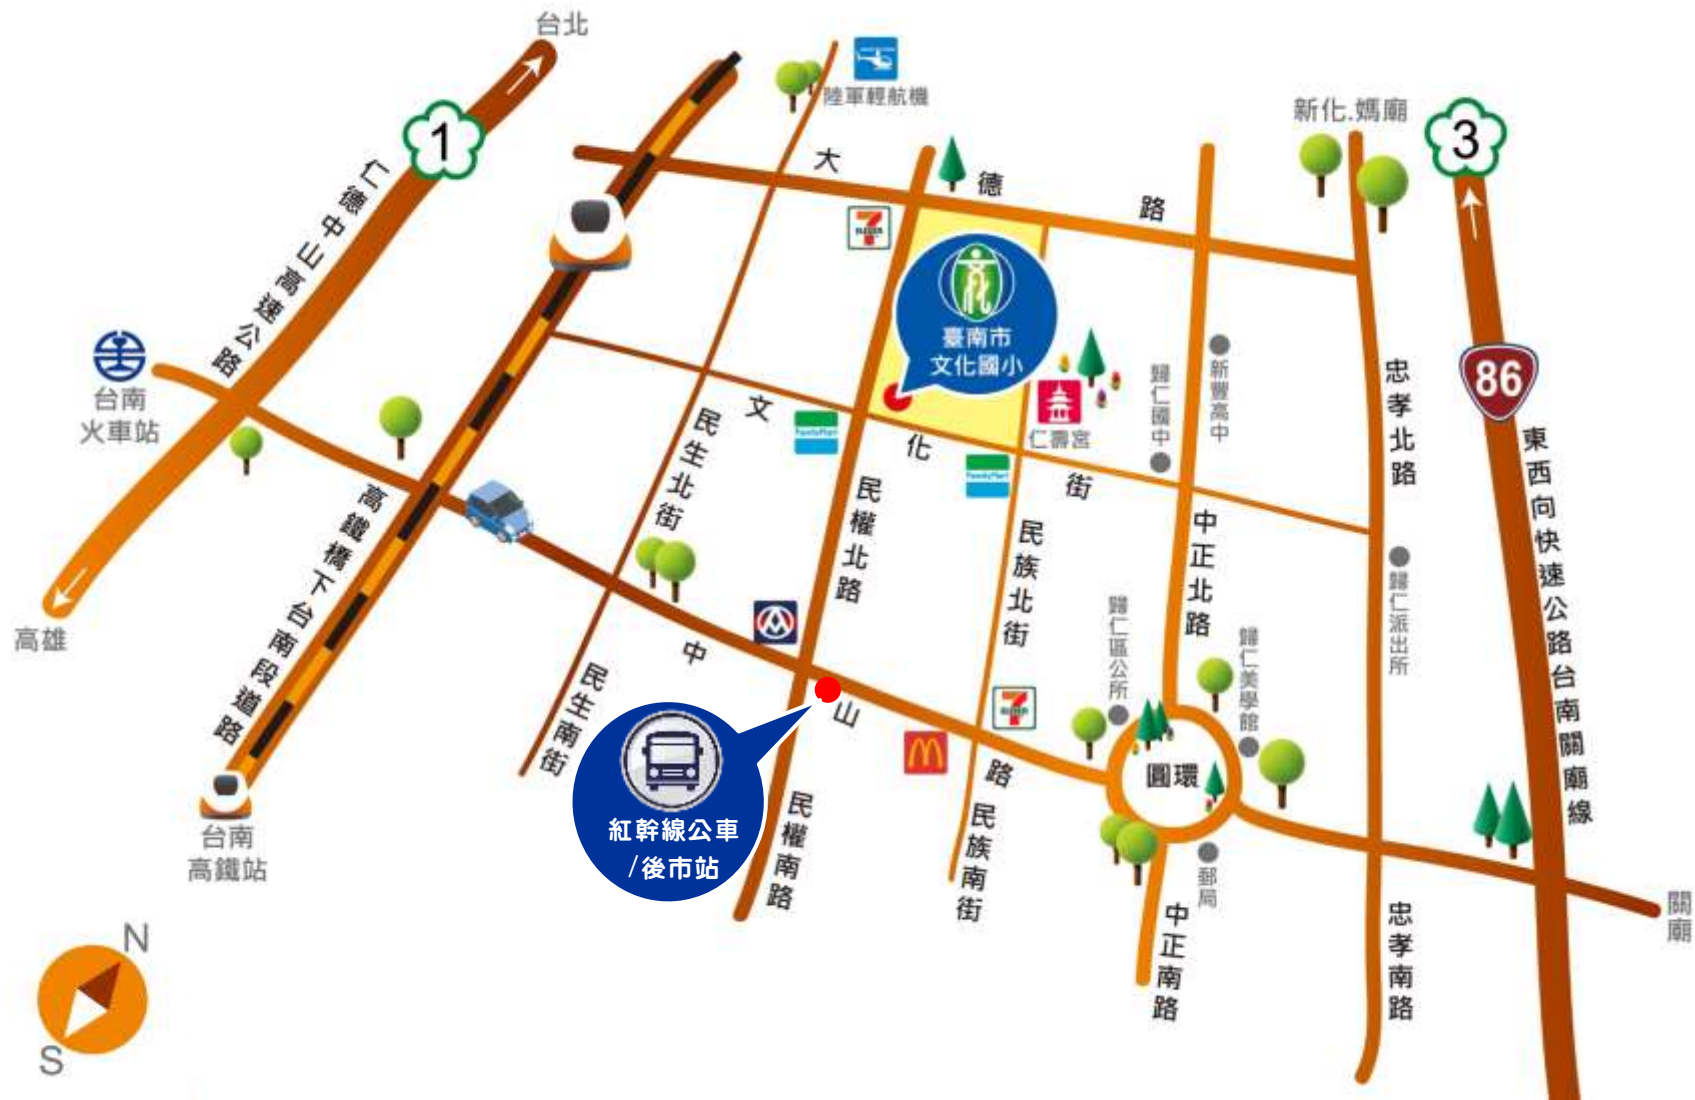 台北
1
仁德中山高速公路
陸軍輕航機
新化.媽廟
3
大德路
7
ELEVEN
臺南市
文化國小
台南
火車站
高雄
86
東西向快速公路台南關廟線
忠孝北路
新豐高中
歸仁國中
仁壽宮
文化街
FamilyMart
FamilyMart
民生北街
民權北路
民族北街
中正北路
歸仁派出所
高鐵橋下台南段道路
中山路
歸仁區公所
歸仁美學館
民生南街
7
ELEVEN
圓環
紅幹線公車
/後市站
民權南路
民族南街
台南
高鐵站
郵局
中正南路
忠孝南路
關廟
N
S